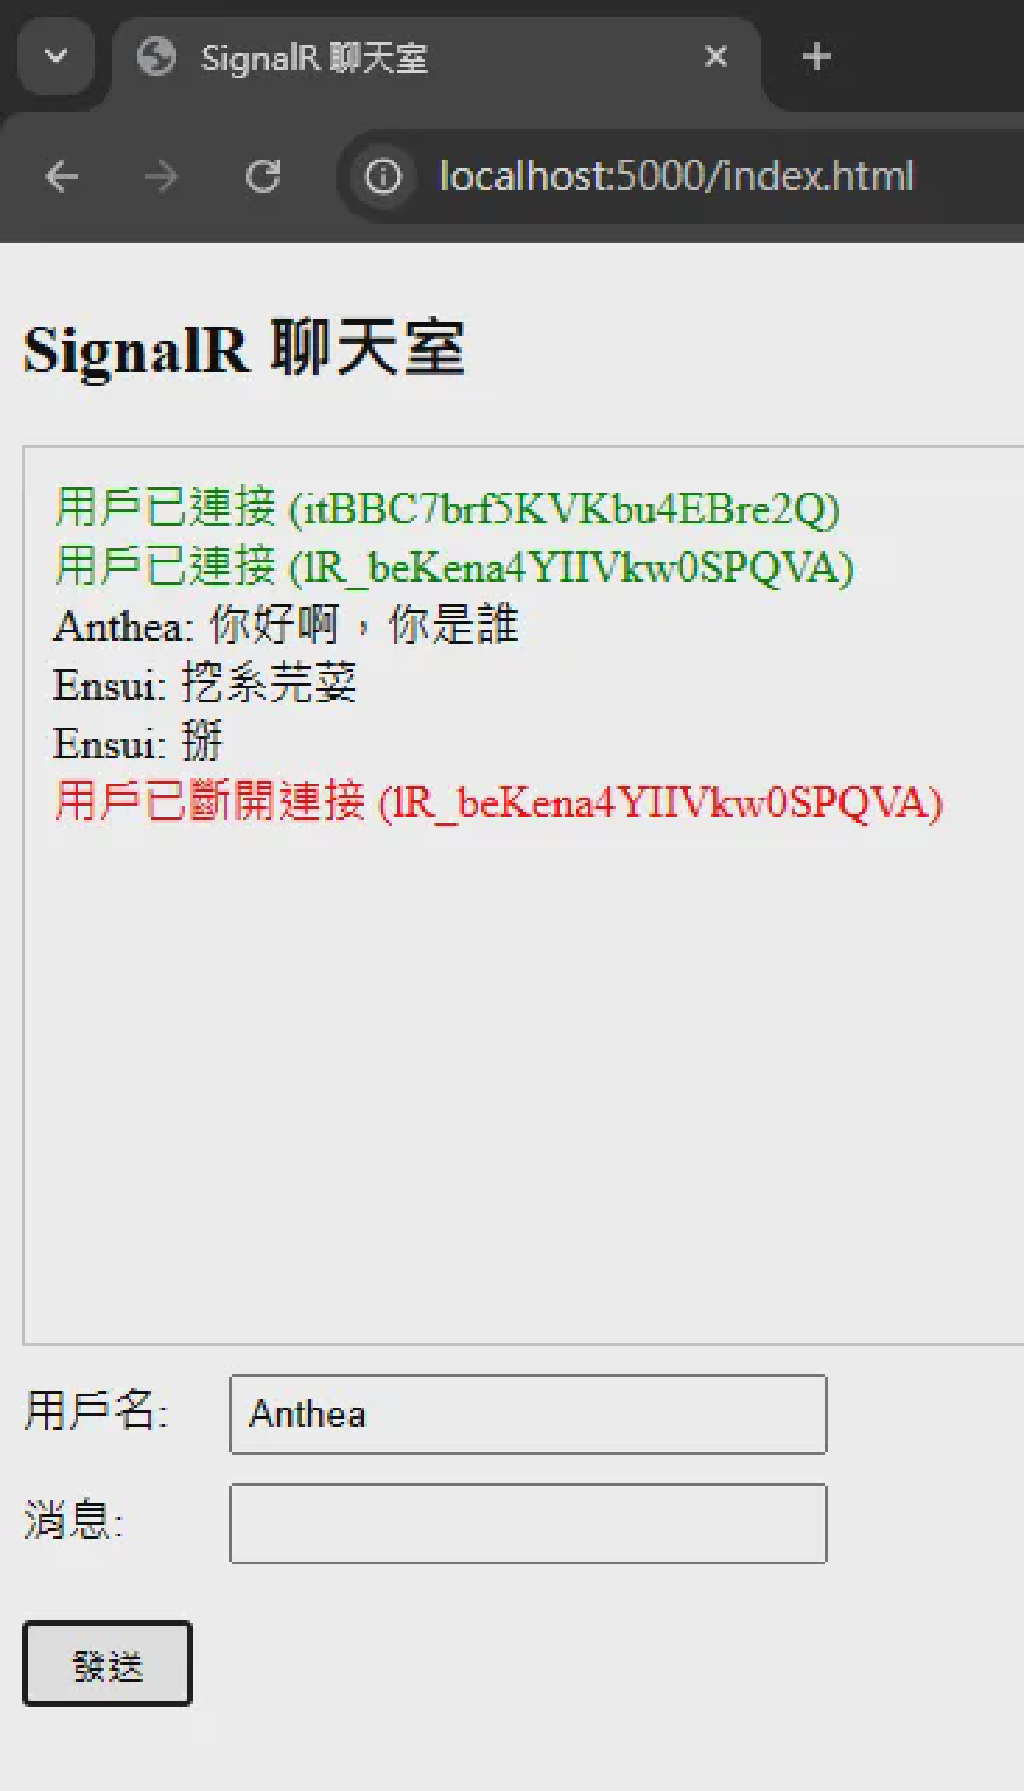 SignalR 聊天室
localhost:5000/index.html
SignalR 聊天室
用戶已連接 (itBBC7brf5KVKbu4EBre2Q)
用戶已連接 (lR_beKena4YIIVkw0SPQVA)
Anthea: 你好啊，你是誰
Ensui: 挖系芫荽
Ensui: 掰
用戶已斷開連接 (lR_beKena4YIIVkw0SPQVA)
用戶名: Anthea
消息:
發送